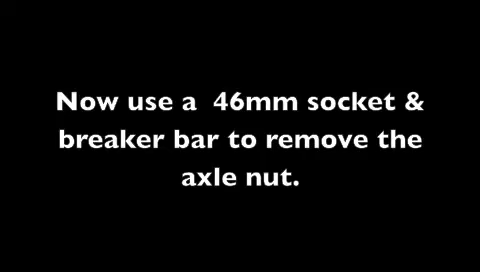 Now use a  46mm socket &
breaker bar to remove the
axle nut.